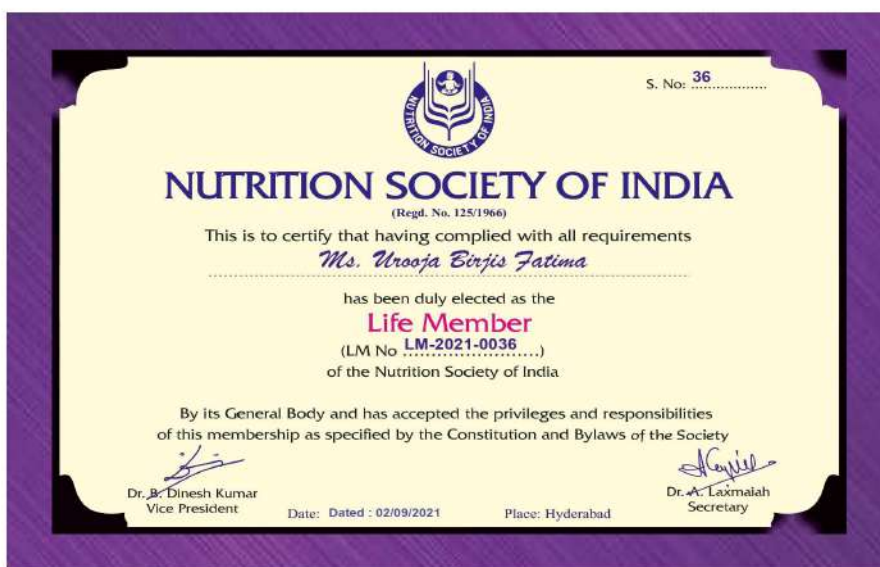 S. No: 36
NUTRITION SOCIETY OF INDIA
NUTRITION SOCIETY OF INDIA
(Regd. No. 125/1966)
This is to certify that having complied with all requirements
Ms. Urooja Birjis Fatima
has been duly elected as the
Life Member
(LM No LM-2021-0036)
of the Nutrition Society of India
By its General Body and has accepted the privileges and responsibilities
of this membership as specified by the Constitution and Bylaws of the Society
Dr. B. Dinesh Kumar
Vice President
Date: Dated : 02/09/2021
Place: Hyderabad
Dr. A. Laxmaiah
Secretary